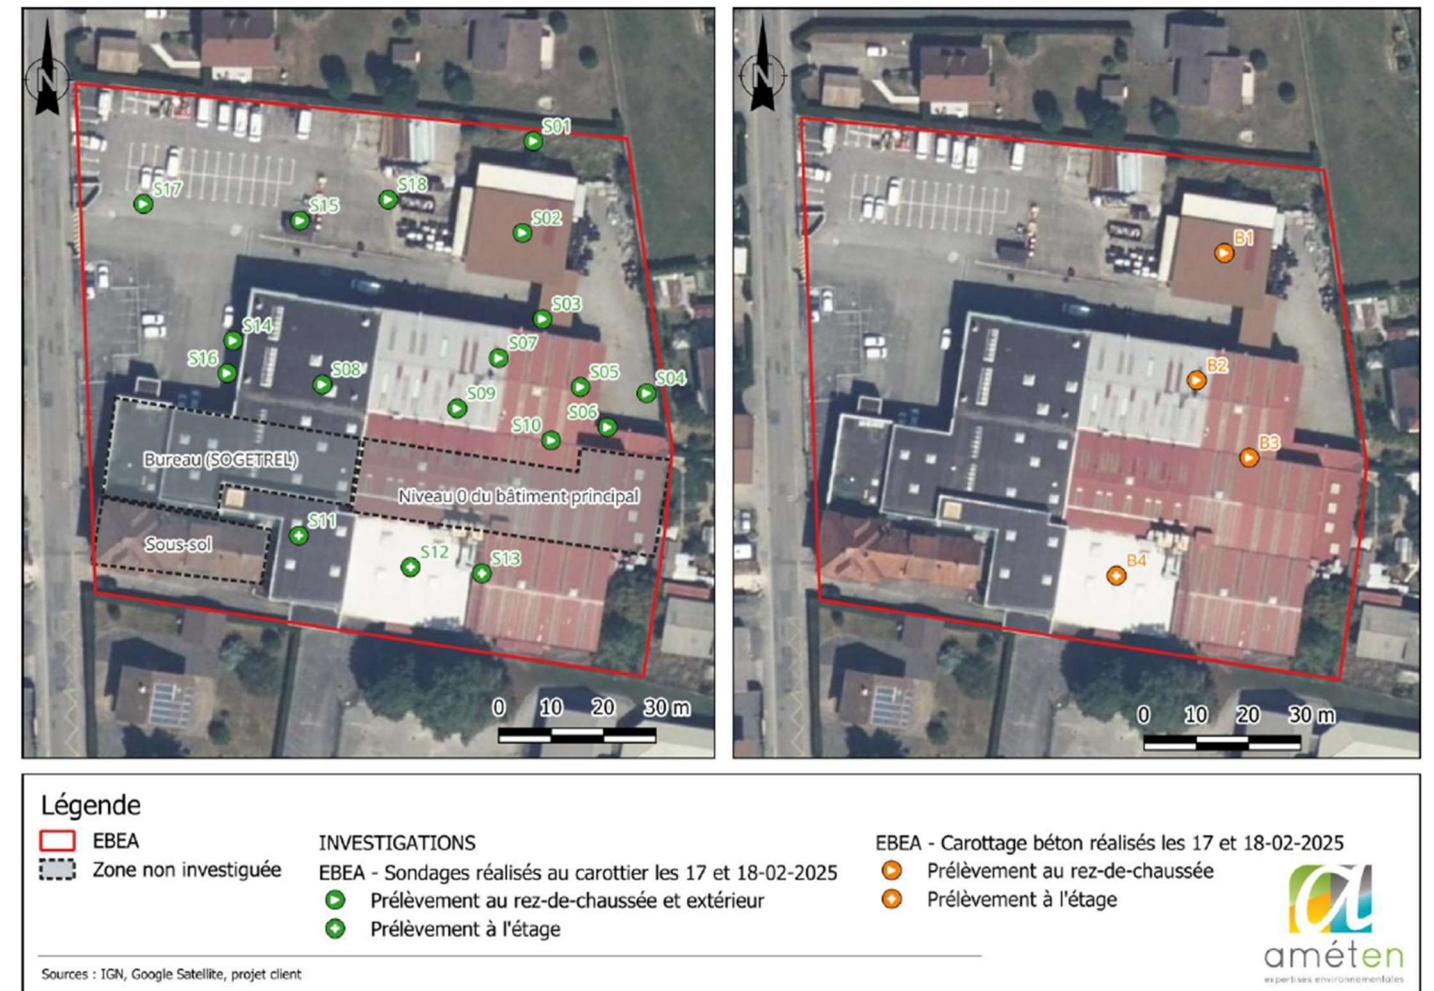 N
S01
S17
S18
S15
S02
S03
S14
S07
S16
S08
S05
S04
S09
S06
S10
Bureau (SOGETREL)
Niveau 0 du bâtiment principal
S11
Sous-sol
S12
S13
0 10 20 30 m
N
B1
B2
B3
B4
0 10 20 30 m
Légende
EBEA
Zone non investiguée
INVESTIGATIONS
EBEA - Sondages réalisés au carottier les 17 et 18-02-2025
Prélèvement au rez-de-chaussée et extérieur
Prélèvement à l'étage
EBEA - Carottage béton réalisés les 17 et 18-02-2025
Prélèvement au rez-de-chaussée
Prélèvement à l'étage
Sources : IGN, Google Satellite, projet client
a
améten
expertises environnementales